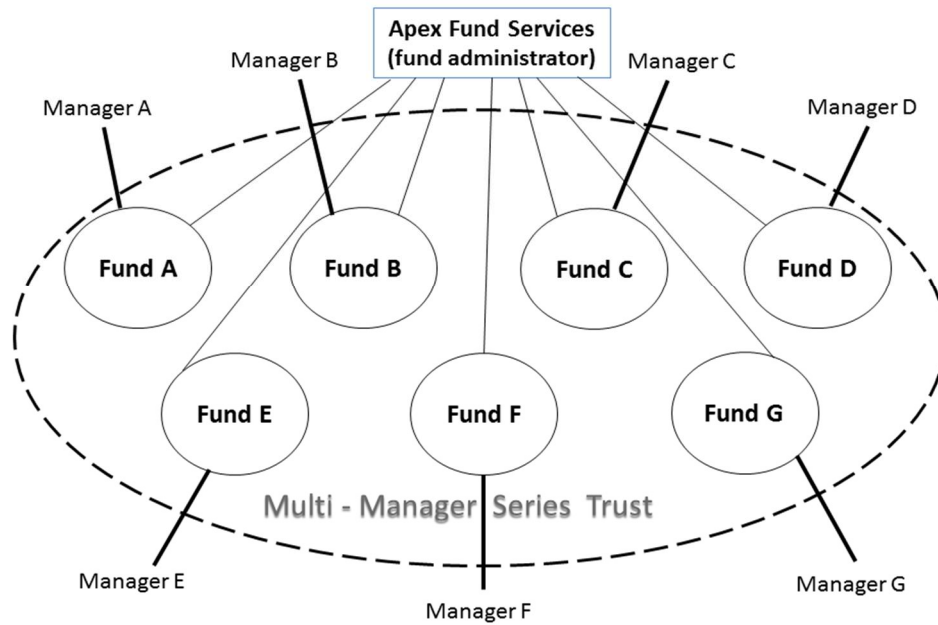 Apex Fund Services
(fund administrator)
Manager B
Manager C
Manager A
Manager D
Fund A
Fund B
Fund C
Fund D
Fund E
Fund F
Fund G
Multi - Manager Series Trust
Manager E
Manager F
Manager G